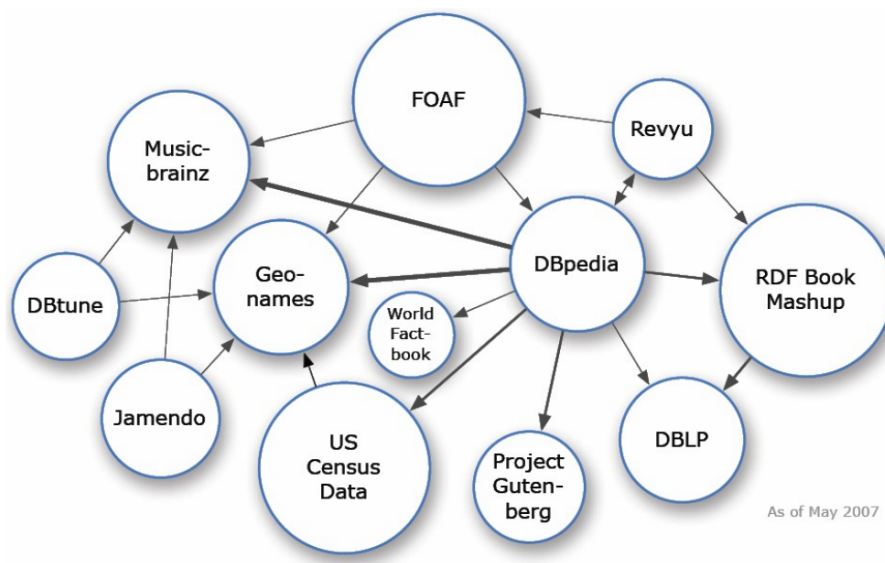 FOAF
Revyu
Music-
brainz
DBpedia
Geo-
names
RDF Book
Mashup
DBtune
World
Fact-
book
Jamendo
US
Census
Data
Project
Guten-
berg
DBLP
As of May 2007